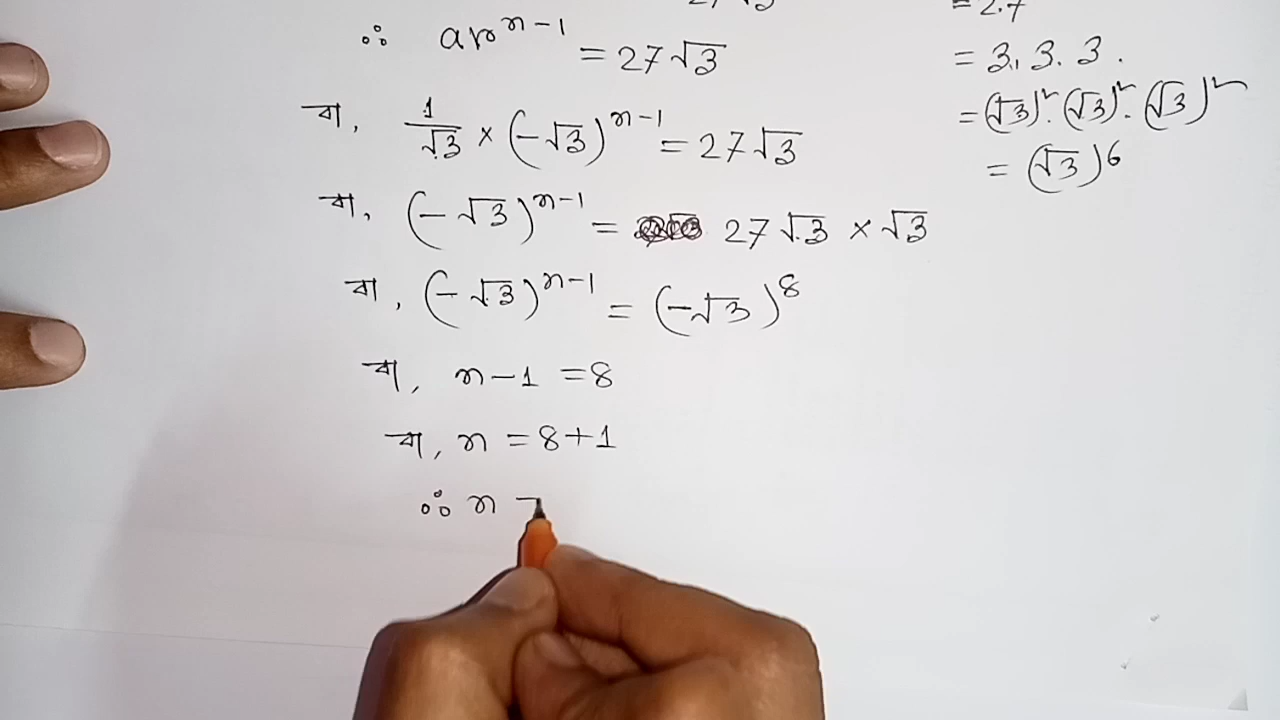 ∴ arⁿ⁻¹ = 27√3
বা, 1/√3 × (-√3)ⁿ⁻¹ = 27√3
বা, (-√3)ⁿ⁻¹ = 27√3 × √3
বা, (-√3)ⁿ⁻¹ = (-√3)⁸
বা, n-1 = 8
বা, n = 8+1
∴ n
= 3.3.3.
= (√3)².(√3)².(√3)²
= (√3)⁶